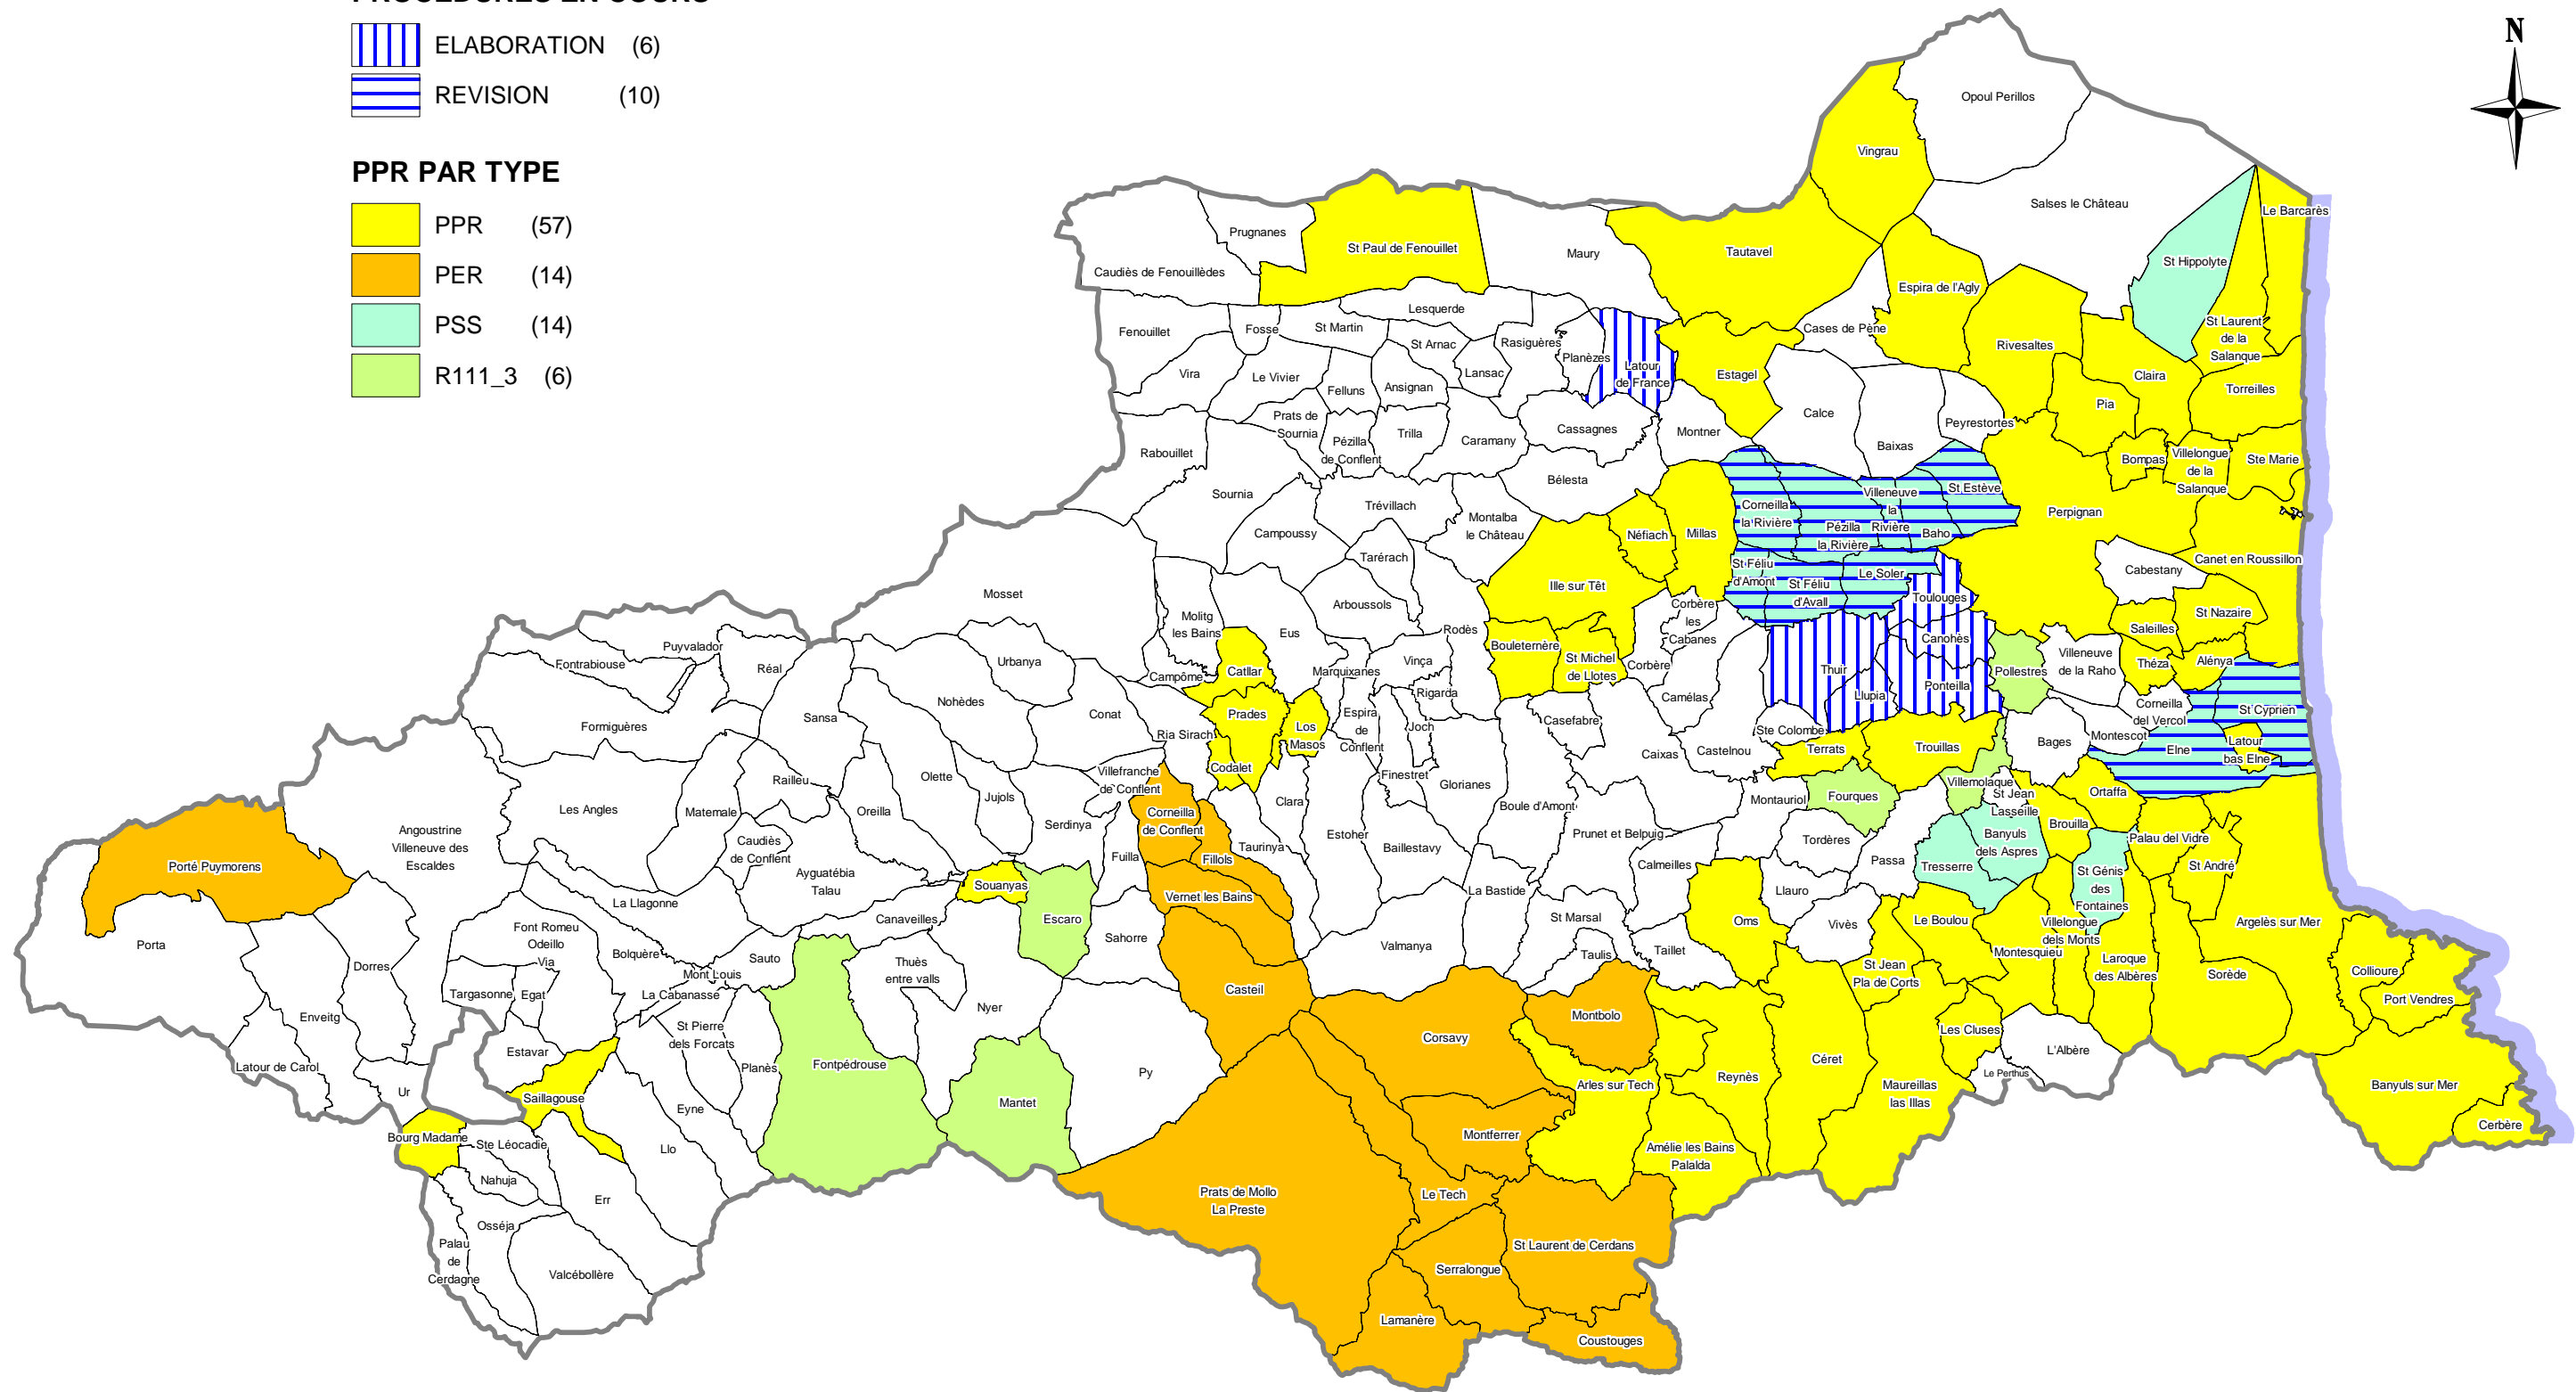 PROCEDURES EN COURS
ELABORATION (6)
REVISION (10)
PPR PAR TYPE
PPR (57)
PER (14)
PSS (14)
R111_3 (6)
N
Opoul Perillos
Vingrau
Salses le Château
Le Barcarès
Prugnanes
St Paul de Fenouillet
Maury
Tautavel
St Hippolyte
Caudiès de Fenouillèdes
Espira de l'Agly
Lesquerde
Fenouillet
Fosse
St Martin
Cases de Pène
St Laurent
de la
Salanque
St Arnac
Rasiguères
Planèzes
Rivesaltes
Vira
Le Vivier
Lansac
Latour
de France
Estagel
Claira
Felluns
Ansignan
Torreilles
Prats de
Sournia
Pézilla
de Conflent
Trilla
Caramany
Cassagnes
Montner
Calce
Baixas
Peyrestortes
Pia
Rabouillet
Bompas
Villelongue
de la
Salanque
Ste Marie
Sournia
Trévillach
Bélesta
Corneilla
la Rivière
Villeneuve
la
Rivière
St Estève
Pézilla
la Rivière
Baho
Perpignan
Campoussy
Montalba
le Château
Néfiach
Millas
Tarérach
Canet en Roussillon
Cabestany
Ille sur Têt
St Féliu
d'Amont
St Féliu
d'Avall
Le Soler
Toulouges
Mosset
Molitg
les Bains
Arboussols
Corbère
les
Cabanes
St Nazaire
Saleilles
Eus
Rodès
Canohès
Puyvalador
Fontrabiouse
Réal
Urbanya
Catllar
Marquixanes
Vinça
Bouleternère
St Michel
de Llotes
Corbère
Thuir
Pollestres
Villeneuve
de la Raho
Théza
Alénya
Campôme
Rigarda
Camélas
Llupia
Ponteilla
Nohèdes
Sansa
Formiguères
Conat
Prades
Los
Masos
Espira
de
Conflent
Joch
Casefabre
Corneilla
del Vercol
St Cyprien
Ria Sirach
Ste Colombe
Montescot
Bages
Elne
Latour
bas Elne
Caixas
Castelnou
Terrats
Trouillas
Codalet
Villefranche
de Conflent
Finestret
Glorianes
Railleu
Olette
Jujols
Villemolaque
Ortaffa
Les Angles
Matemale
Oreilla
Clara
Boule d'Amont
Montauriol
Fourques
St Jean
Lasseille
Corneilla
de Conflent
Serdinya
Estoher
Prunet et Belpuig
Brouilla
Banyuls
dels Aspres
Palau del Vidre
Angoustrine
Villeneuve des
Escaldes
Caudiès
de Conflent
Taurinya
Baillestavy
Tordères
Porté Puymorens
Fuilla
Fillols
Calmeilles
Passa
Tresserre
St André
Ayguatébia
Talau
Souanyas
La Bastide
Llauro
St Génis
des
Fontaines
Vernet les Bains
La Llagonne
Canaveilles
Escaro
St Marsal
Oms
Vivès
Le Boulou
Villelongue
dels Monts
Argelès sur Mer
Font Romeu
Odeillo
Via
Sahorre
Porta
Valmanya
Taillet
Taulis
Montesquieu
Bolquère
Sauto
Dorres
Thuès
entre valls
St Jean
Pla de Corts
Laroque
des Albères
Sorède
Collioure
Mont Louis
Targasonne
Egat
La Cabanasse
Casteil
Port Vendres
Nyer
Enveitg
Montbolo
St Pierre
dels Forcats
Les Cluses
Corsavy
Estavar
L'Albère
Latour de Carol
Planès
Fontpédrouse
Py
Céret
Le Perthus
Reynès
Ur
Saillagouse
Arles sur Tech
Maureillas
las Illas
Banyuls sur Mer
Eyne
Mantet
Cerbère
Bourg Madame
Ste Léocadie
Montferrer
Llo
Amélie les Bains
Palalda
Nahuja
Err
Prats de Mollo
La Preste
Le Tech
Osséja
Palau
de
Cerdagne
St Laurent de Cerdans
Valcébollère
Serralongue
Lamanère
Coustouges